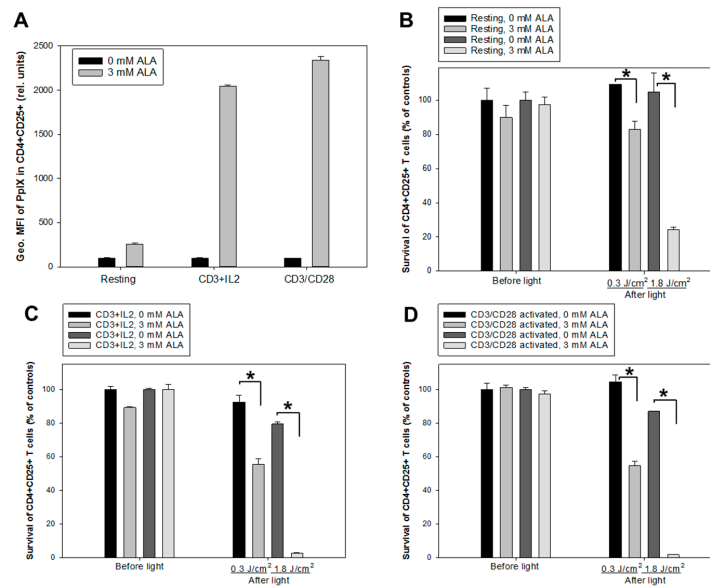 A
0 mM ALA
3 mM ALA
Geo. MFI of PpIX in CD4+CD25+ (rel. units)
2500
2000
1500
1000
500
0
Resting
CD3+IL2
CD3/CD28
B
Resting, 0 mM ALA
Resting, 3 mM ALA
Resting, 0 mM ALA
Resting, 3 mM ALA
Survival of CD4+CD25+ T cells (% of controls)
100
80
60
40
20
0
* *
Before light
0.3 J/cm² 1.8 J/cm²
After light
C
CD3+IL2, 0 mM ALA
CD3+IL2, 3 mM ALA
CD3+IL2, 0 mM ALA
CD3+IL2, 3 mM ALA
Survival of CD4+CD25+ T cells (% of controls)
100
80
60
40
20
0
* *
Before light
0.3 J/cm² 1.8 J/cm²
After light
D
CD3/CD28 activated, 0 mM ALA
CD3/CD28 activated, 3 mM ALA
CD3/CD28 activated, 0 mM ALA
CD3/CD28 activated, 3 mM ALA
Survival of CD4+CD25+ T cells (% of controls)
100
80
60
40
20
0
* *
Before light
0.3 J/cm² 1.8 J/cm²
After light